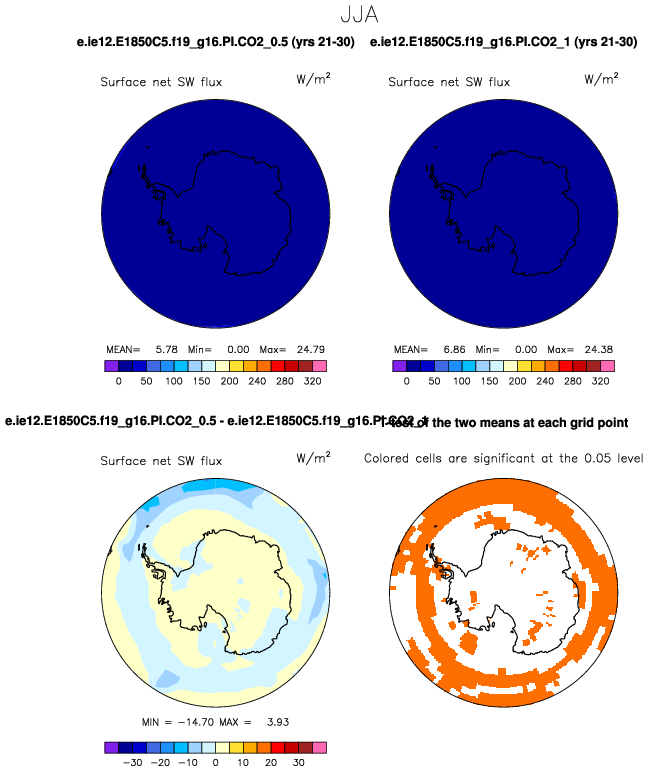 JJA
e.ie12.E1850C5.f19_g16.PI.CO2_0.5 (yrs 21-30)
e.ie12.E1850C5.f19_g16.PI.CO2_1 (yrs 21-30)
Surface net SW flux W/m²
Surface net SW flux W/m²
MEAN= 5.78 Min= 0.00 Max= 24.79
MEAN= 6.86 Min= 0.00 Max= 24.38
0 50 100 150 200 240 280 320
0 50 100 150 200 240 280 320
e.ie12.E1850C5.f19_g16.PI.CO2_0.5 - e.ie12.E1850C5.f19_g16.PI.CO2_1
T-test of the two means at each grid point
Surface net SW flux W/m²
Colored cells are significant at the 0.05 level
MIN = −14.70 MAX = 3.93
−30 −20 −10 0 10 20 30